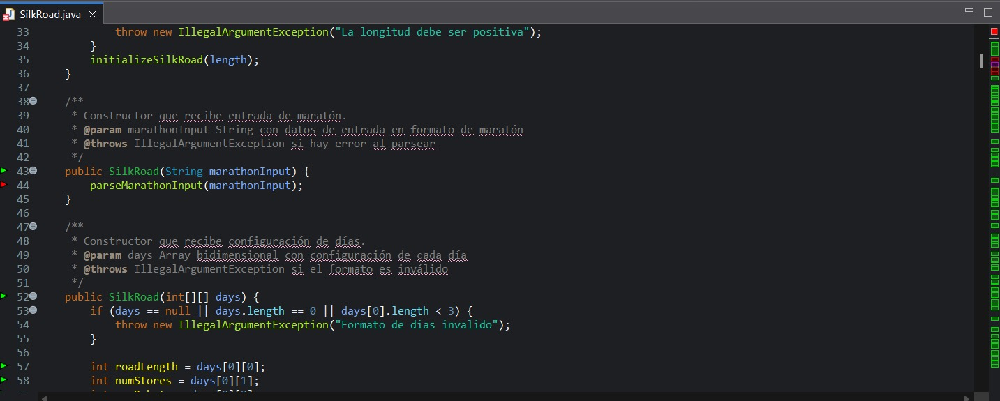 SilkRoad.java
33 throw new IllegalArgumentException("La longitud debe ser positiva");
34 }
35 initializeSilkRoad(length);
36 }
37
38 /**
39 * Constructor que recibe entrada de maratón.
40 * @param marathonInput String con datos de entrada en formato de maratón
41 * @throws IllegalArgumentException si hay error al parsear
42 */
43 public SilkRoad(String marathonInput) {
44 parseMarathonInput(marathonInput);
45 }
46
47 /**
48 * Constructor que recibe configuración de días.
49 * @param days Array bidimensional con configuración de cada día
50 * @throws IllegalArgumentException si el formato es inválido
51 */
52 public SilkRoad(int[][] days) {
53 if (days == null || days.length == 0 || days[0].length < 3) {
54 throw new IllegalArgumentException("Formato de dias invalido");
55 }
56
57 int roadLength = days[0][0];
58 int numStores = days[0][1];